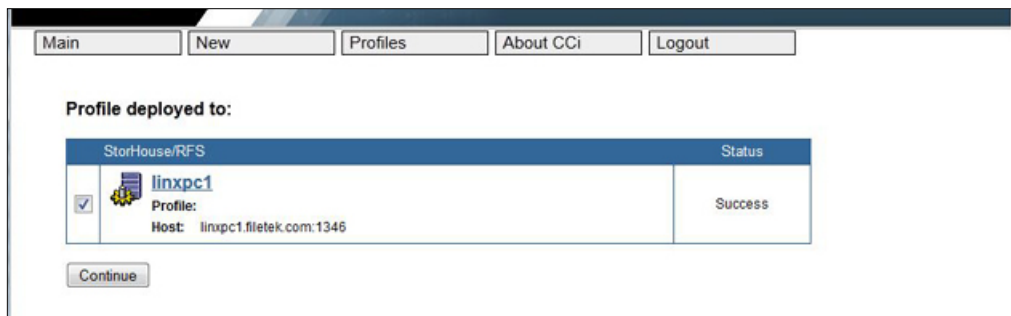 Main New Profiles About CCi Logout
Profile deployed to:
StorHouse/RFS Status
linxpc1
Profile:
Success
Host: linxpc1.filetek.com:1346
Continue